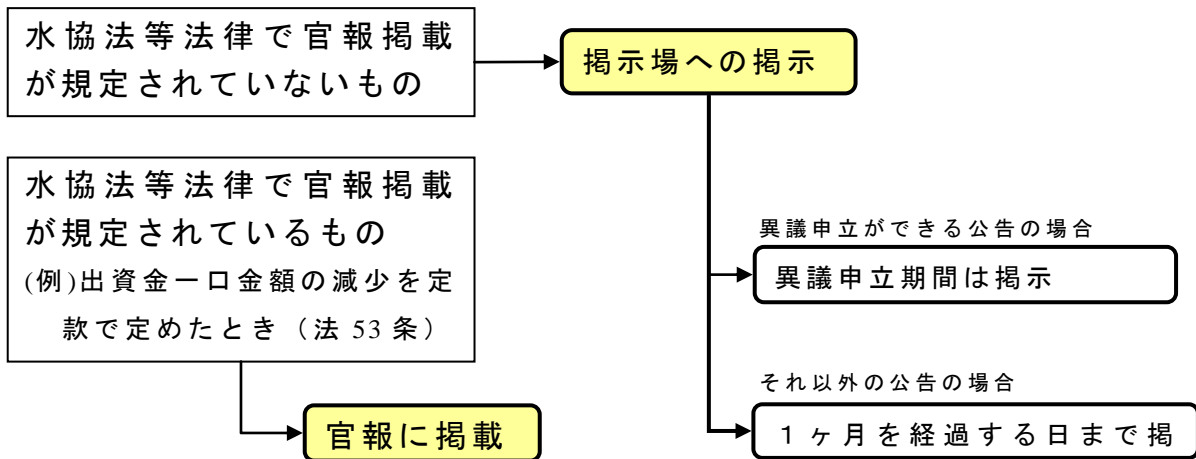 水協法等法律で官報掲載
が規定されていないもの
掲示場への掲示
水協法等法律で官報掲載
が規定されているもの
(例)出資金一口金額の減少を定
款で定めたとき（法 53 条）
官報に掲載
異議申立ができる公告の場合
異議申立期間は掲示
それ以外の公告の場合
１ヶ月を経過する日まで掲